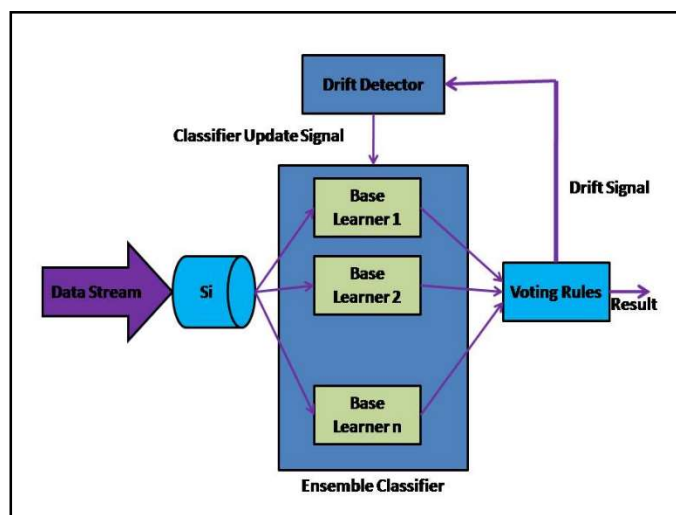 Drift Detector
Classifier Update Signal
Drift Signal
Base
Learner 1
Base
Learner 2
Base
Learner n
Data Stream
Si
Voting Rules
Result
Ensemble Classifier